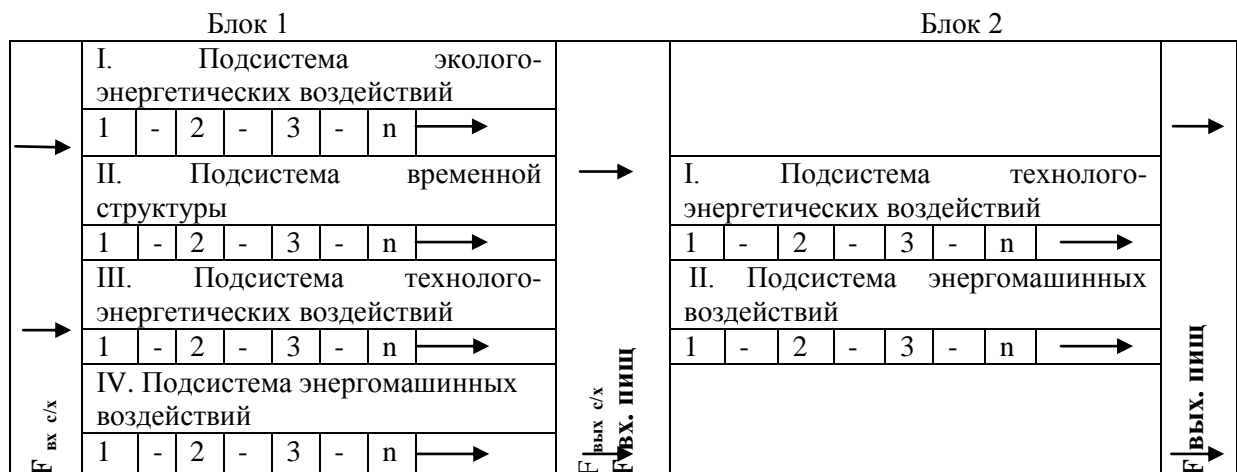 Блок 1
Блок 2
I. Подсистема эколого-
энергетических воздействий
1 - 2 - 3 - n
II. Подсистема временной
структуры
1 - 2 - 3 - n
III. Подсистема технолого-
энергетических воздействий
1 - 2 - 3 - n
IV. Подсистема энергомашинных
воздействий
1 - 2 - 3 - n
I. Подсистема технолого-
энергетических воздействий
1 - 2 - 3 - n
II. Подсистема энергомашинных
воздействий
1 - 2 - 3 - n
F вх с/х
F вых с/х
F вх. пищ
F вых. пищ